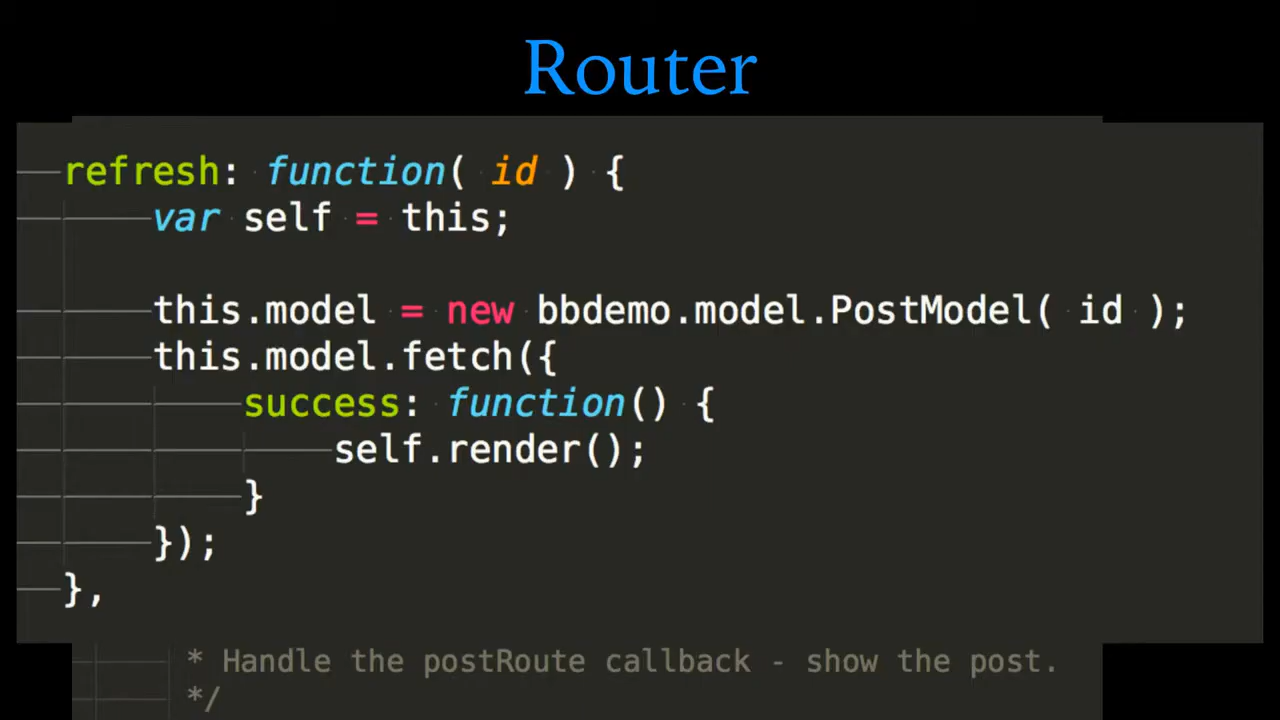 Router
refresh: function( id ) {
var self = this;
this.model = new bbdemo.model.PostModel( id );
this.model.fetch({
success: function() {
self.render();
}
});
},
* Handle the postRoute callback - show the post.
*/